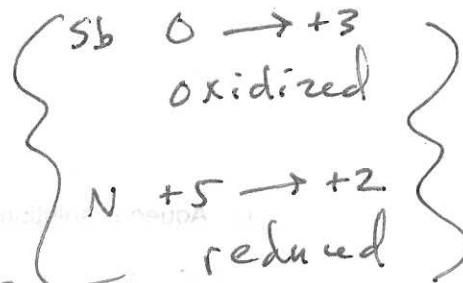 Sb 0 → +3
oxidized
N +5 → +2
reduced